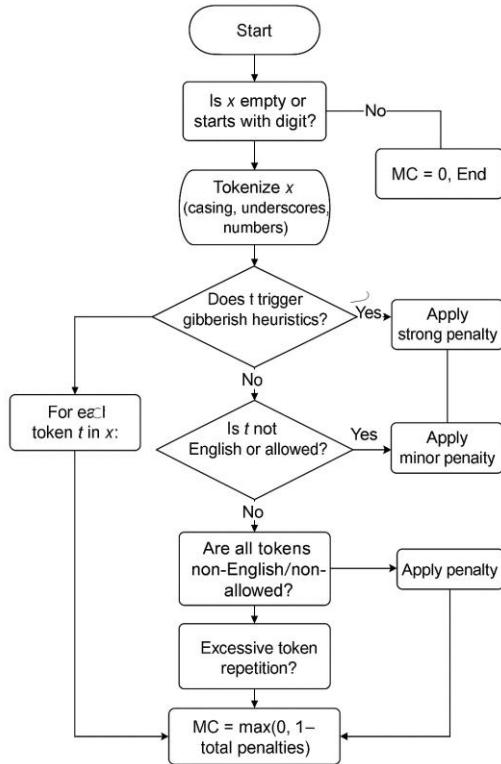 Start
Is x empty or
starts with digit?
No
MC = 0, End
Tokenize x
(casing, underscores,
numbers)
Does t trigger
gibberish heuristics?
Yes
Apply
strong penalty
No
For
token t in x:
Is t not
English or allowed?
Yes
Apply
minor penaity
No
Are all tokens
non-English/non-
allowed?
Apply penalty
Excessive token
repetition?
MC = max(0, 1–
total penalties)